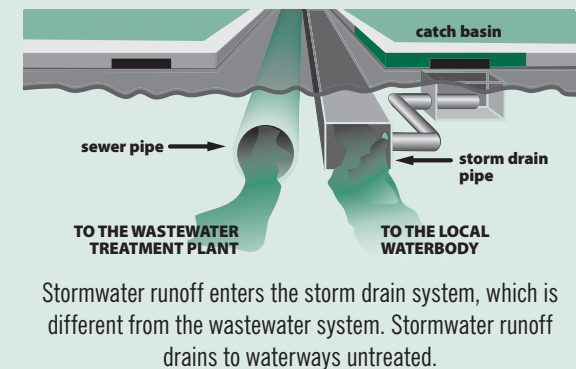 catch basin
sewer pipe
storm drain
pipe
TO THE WASTEWATER
TREATMENT PLANT
TO THE LOCAL
WATERBODY
Stormwater runoff enters the storm drain system, which is
different from the wastewater system. Stormwater runoff
drains to waterways untreated.